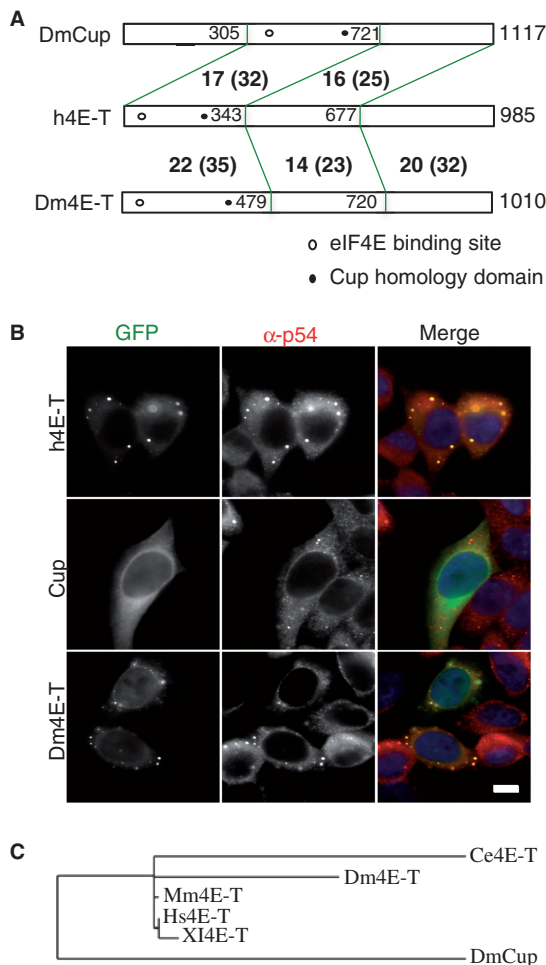 A
DmCup 305 721 1117
17 (32) 16 (25)
h4E-T 343 677 985
22 (35) 14 (23) 20 (32)
Dm4E-T 479 720 1010
eIF4E binding site
Cup homology domain
B
GFP α-p54 Merge
h4E-T
Cup
Dm4E-T
C
Ce4E-T
Dm4E-T
Mm4E-T
Hs4E-T
Xl4E-T
DmCup